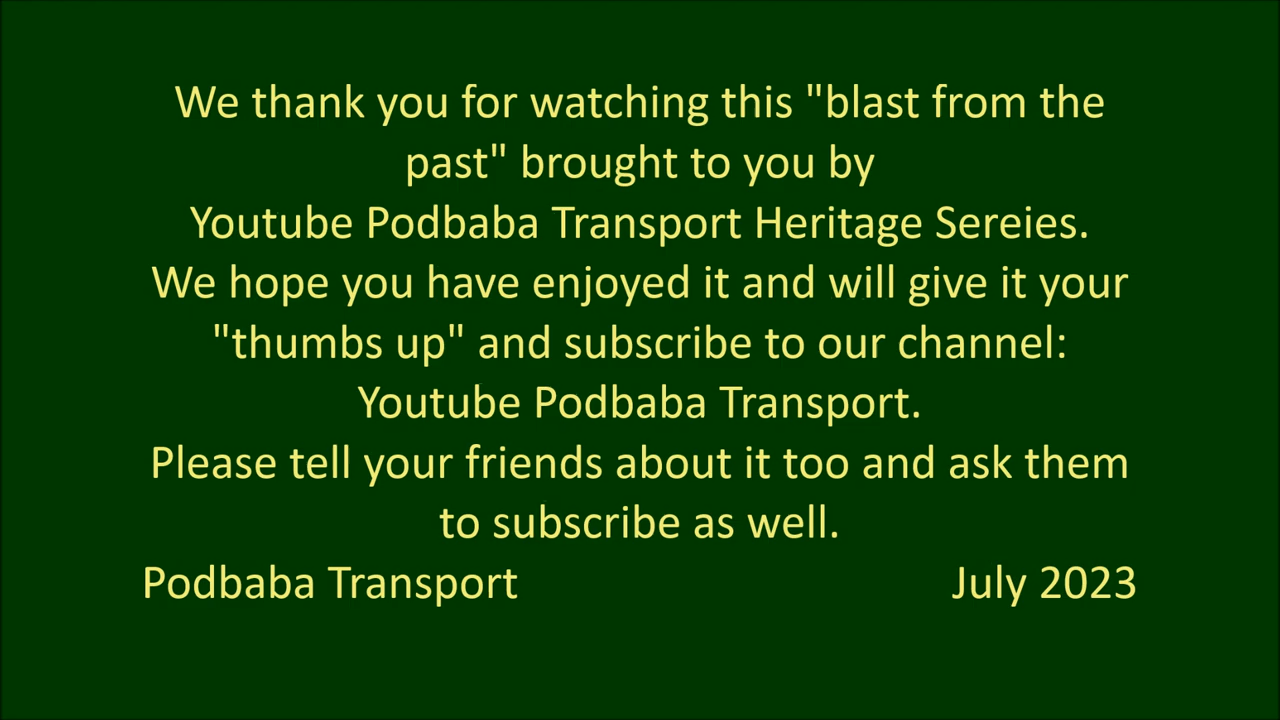 We thank you for watching this "blast from the
past" brought to you by
Youtube Podbaba Transport Heritage Sereies.
We hope you have enjoyed it and will give it your
"thumbs up" and subscribe to our channel:
Youtube Podbaba Transport.
Please tell your friends about it too and ask them
to subscribe as well.
Podbaba Transport July 2023